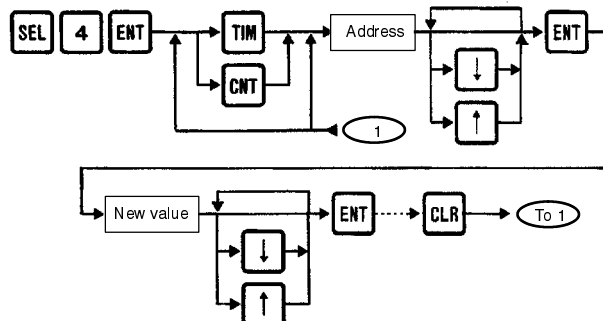 SEL 4 ENT TIM Address ↓ ENT
CNT ↑
1
New value ↓ ENT CLR To 1
↑